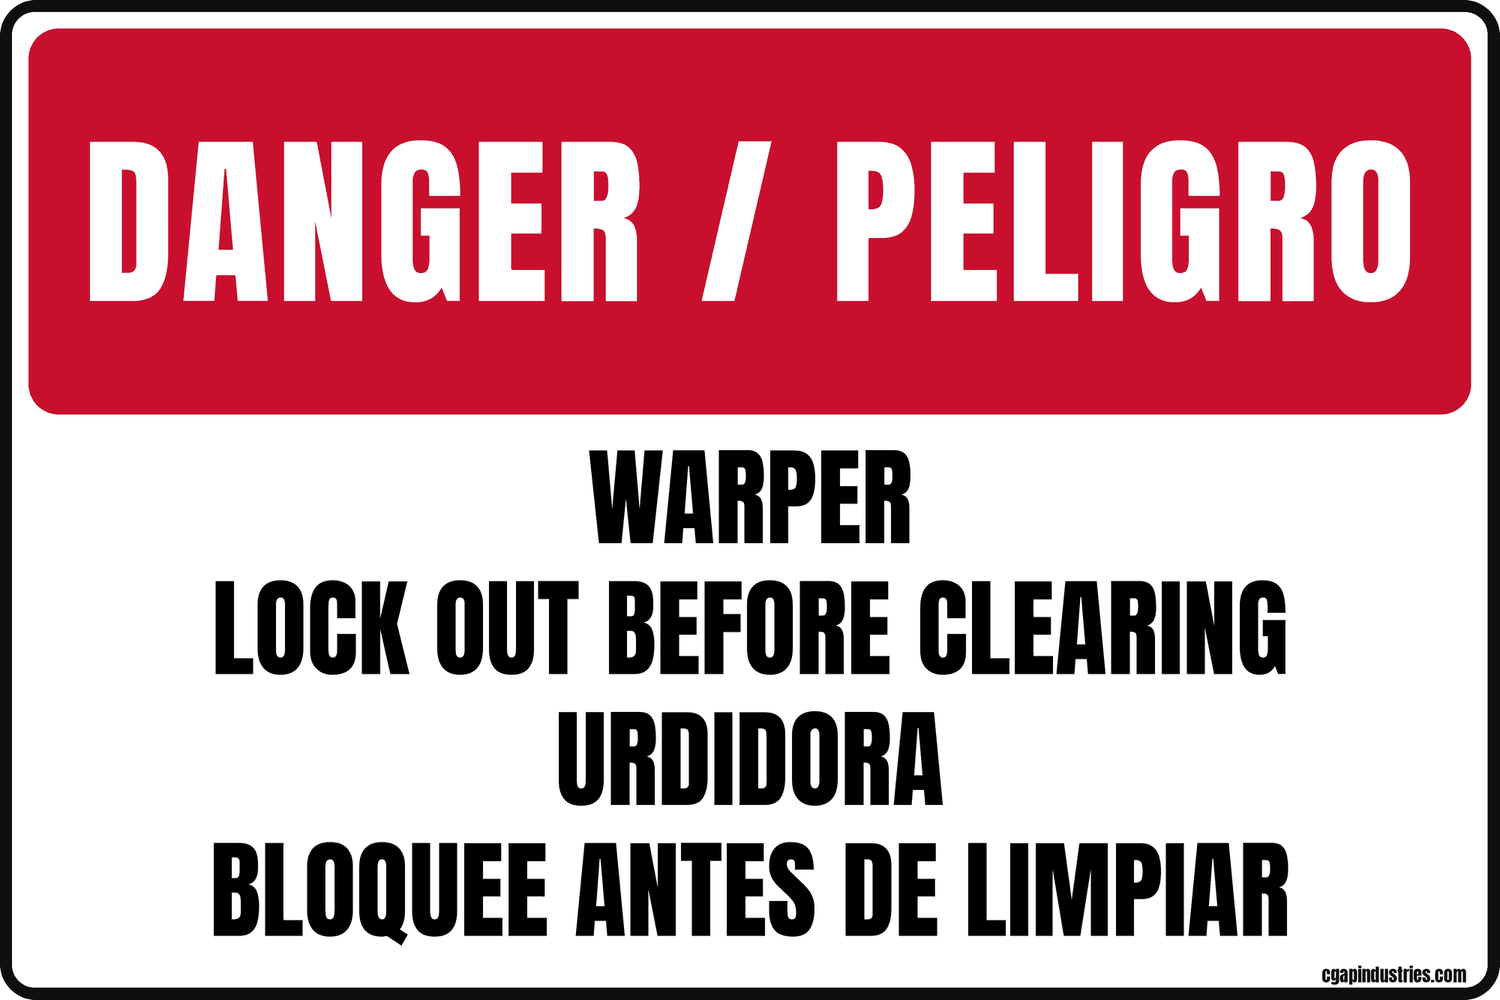 DANGER / PELIGRO
WARPER
LOCK OUT BEFORE CLEARING
URDIDORA
BLOQUEE ANTES DE LIMPIAR
cgapindustries.com